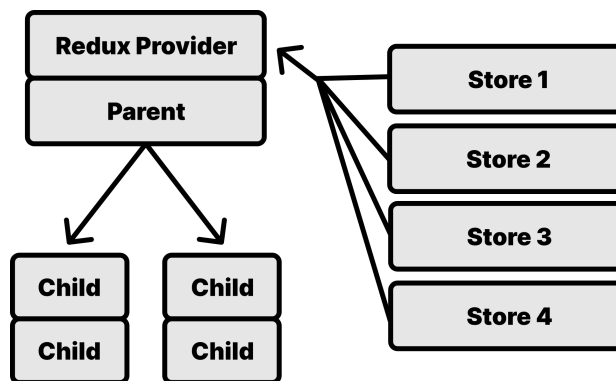 Redux Provider
Parent
Store 1
Store 2
Store 3
Store 4
Child
Child
Child
Child